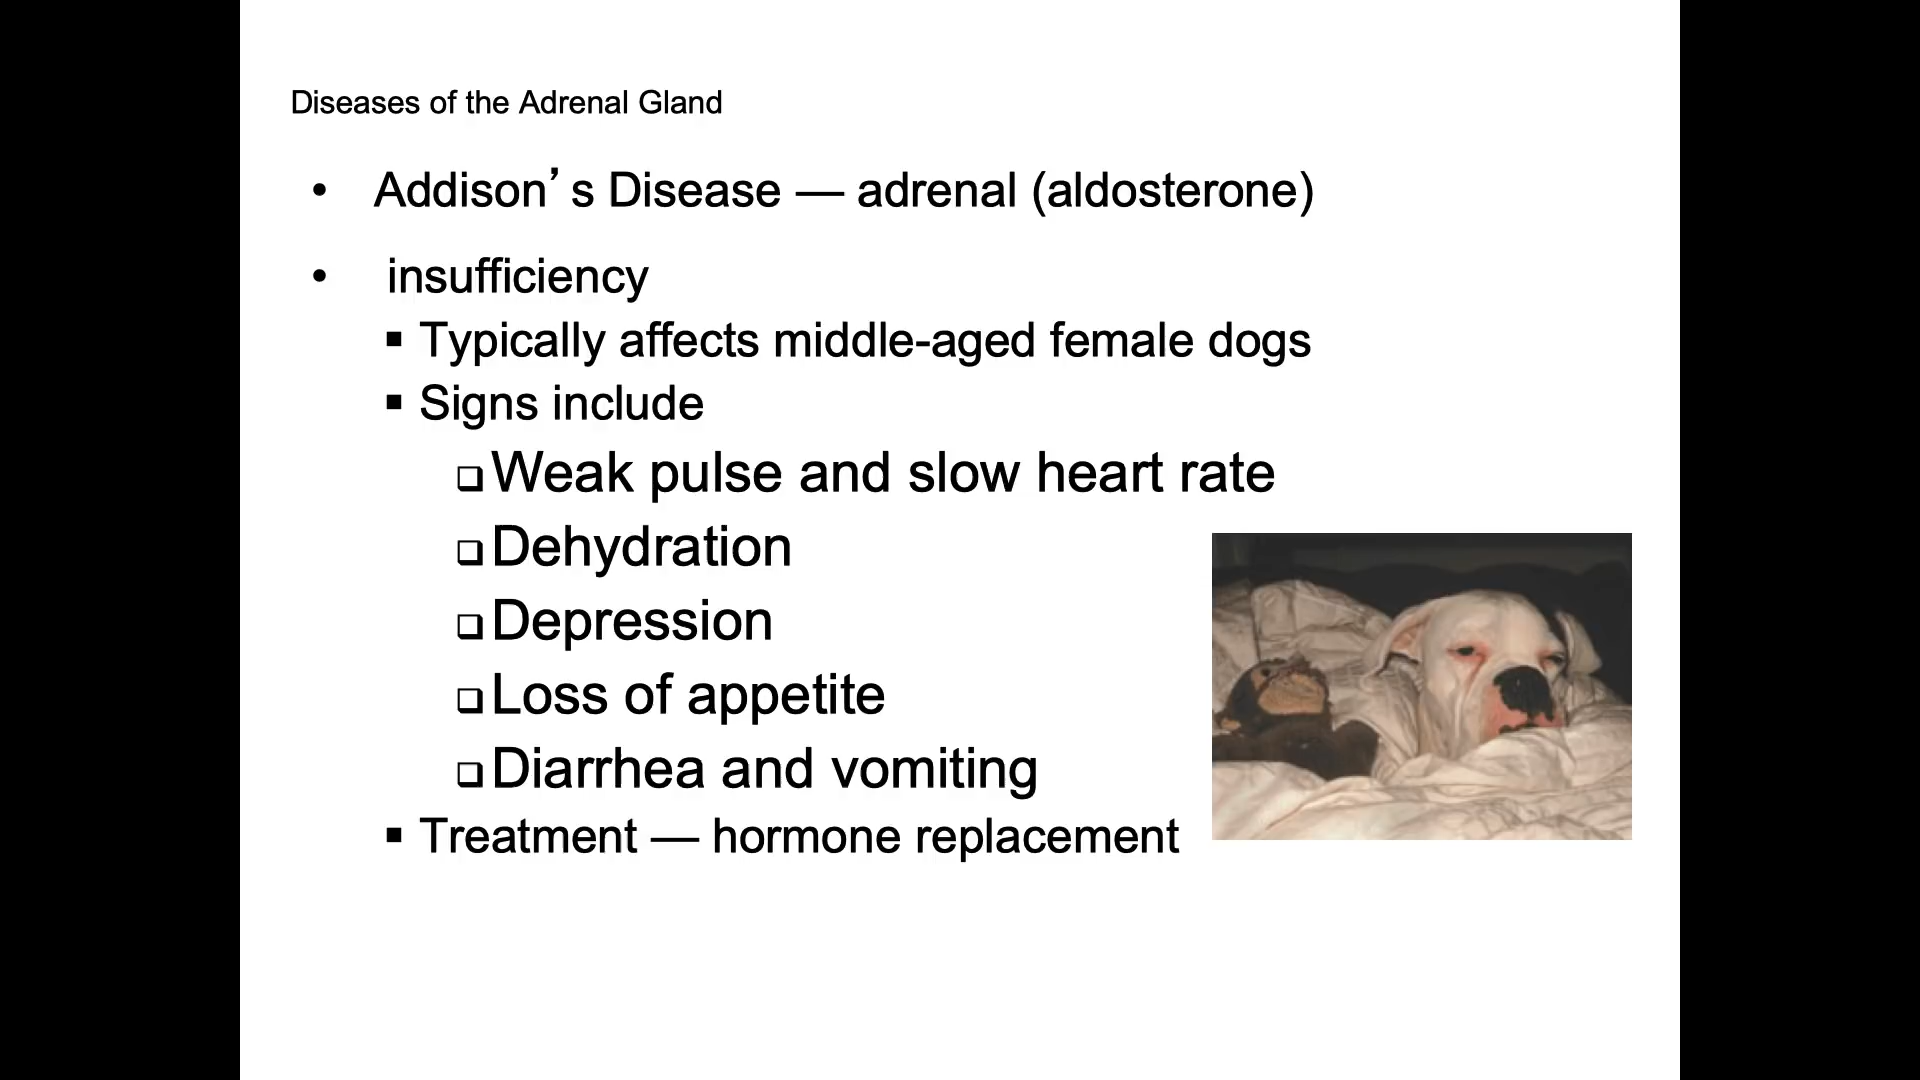 Diseases of the Adrenal Gland
• Addison’s Disease — adrenal (aldosterone)
• insufficiency
▪ Typically affects middle-aged female dogs
▪ Signs include
❑ Weak pulse and slow heart rate
❑ Dehydration
❑ Depression
❑ Loss of appetite
❑ Diarrhea and vomiting
▪ Treatment — hormone replacement